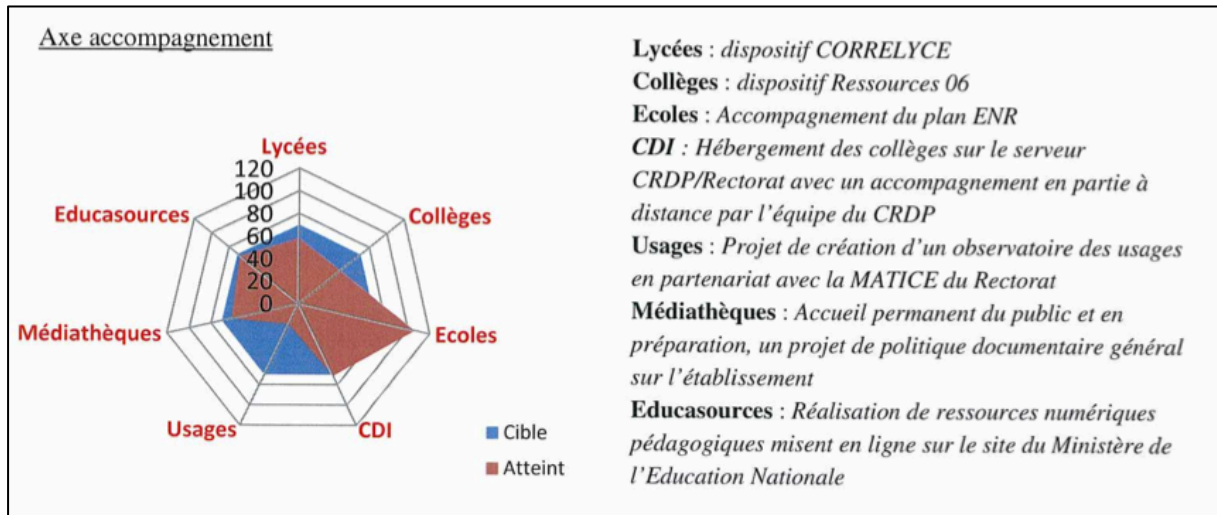 Axe accompagnement
Lycées
120
100
80
60
40
20
0
Educasources
Collèges
Médiathèques
Ecoles
Usages
CDI
Cible
Atteint
Lycées : dispositif CORRELYCE
Collèges : dispositif Ressources 06
Ecoles : Accompagnement du plan ENR
CDI : Hébergement des collèges sur le serveur
CRDP/Rectorat avec un accompagnement en partie à
distance par l'équipe du CRDP
Usages : Projet de création d'un observatoire des usages
en partenariat avec la MATICE du Rectorat
Médiathèques : Accueil permanent du public et en
préparation, un projet de politique documentaire général
sur l'établissement
Educasources : Réalisation de ressources numériques
pédagogiques misent en ligne sur le site du Ministère de
l'Education Nationale